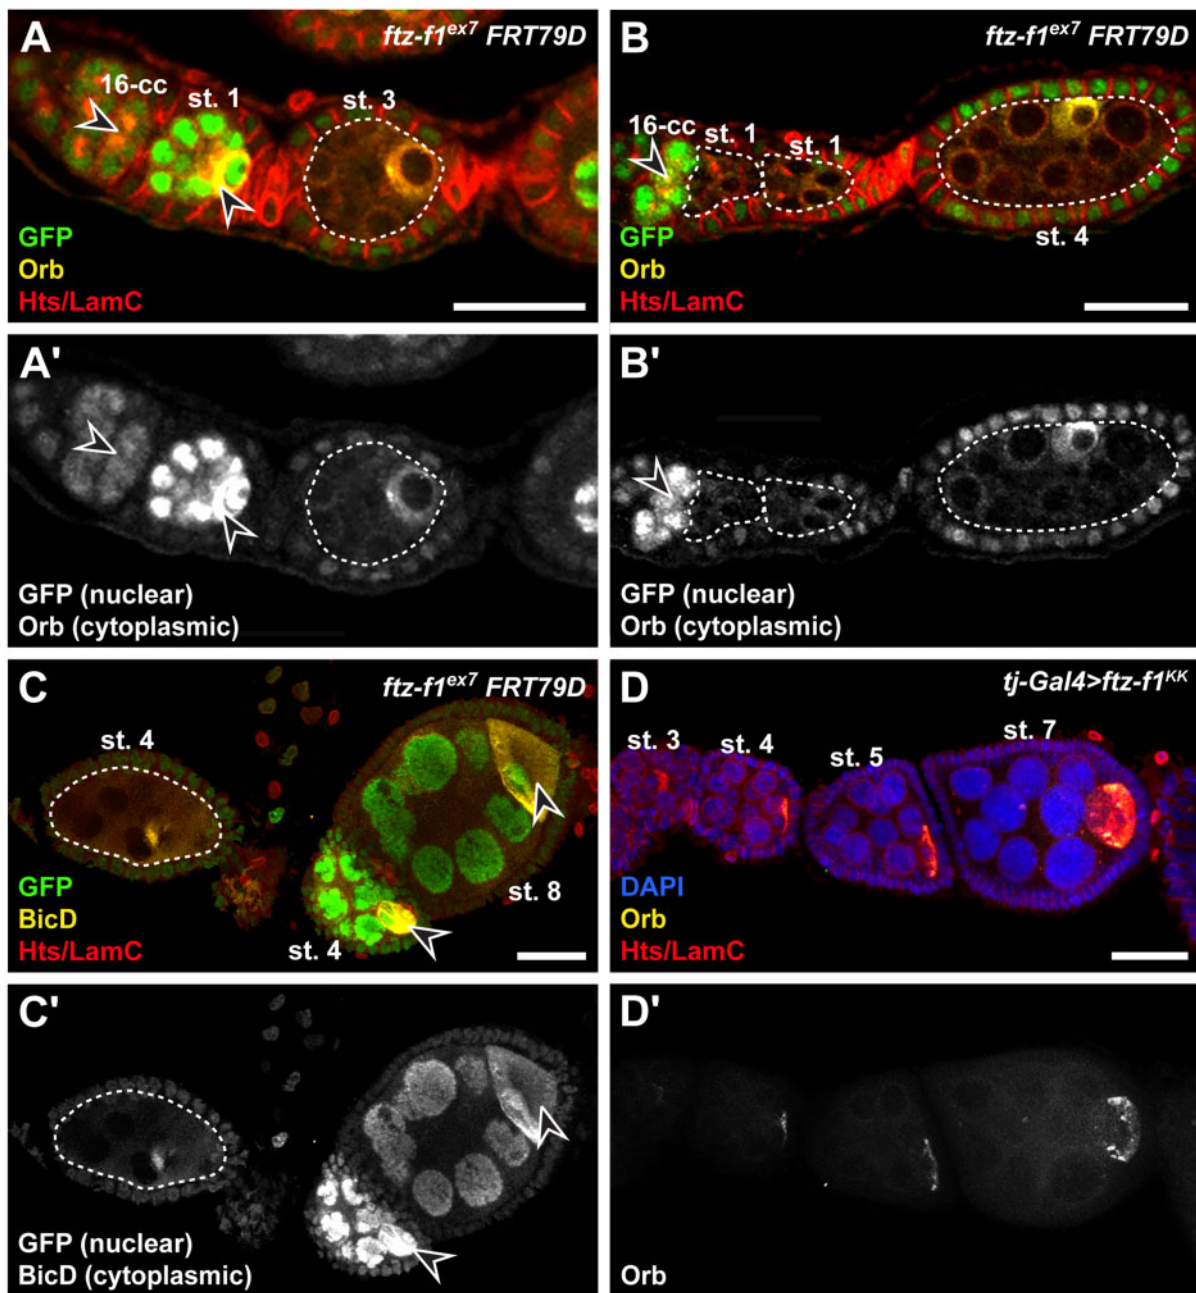 A
ftz-f1ex7 FRT79D
16-cc
st. 1
st. 3
GFP
Orb
Hts/LamC
B
ftz-f1ex7 FRT79D
16-cc
st. 1
st. 1
st. 4
GFP
Orb
Hts/LamC
A'
GFP (nuclear)
Orb (cytoplasmic)
B'
GFP (nuclear)
Orb (cytoplasmic)
C
ftz-f1ex7 FRT79D
st. 4
GFP
BicD
Hts/LamC
st. 8
st. 4
D
tj-Gal4>ftz-f1KK
st. 3
st. 4
st. 5
st. 7
DAPI
Orb
Hts/LamC
C'
GFP (nuclear)
BicD (cytoplasmic)
D'
Orb